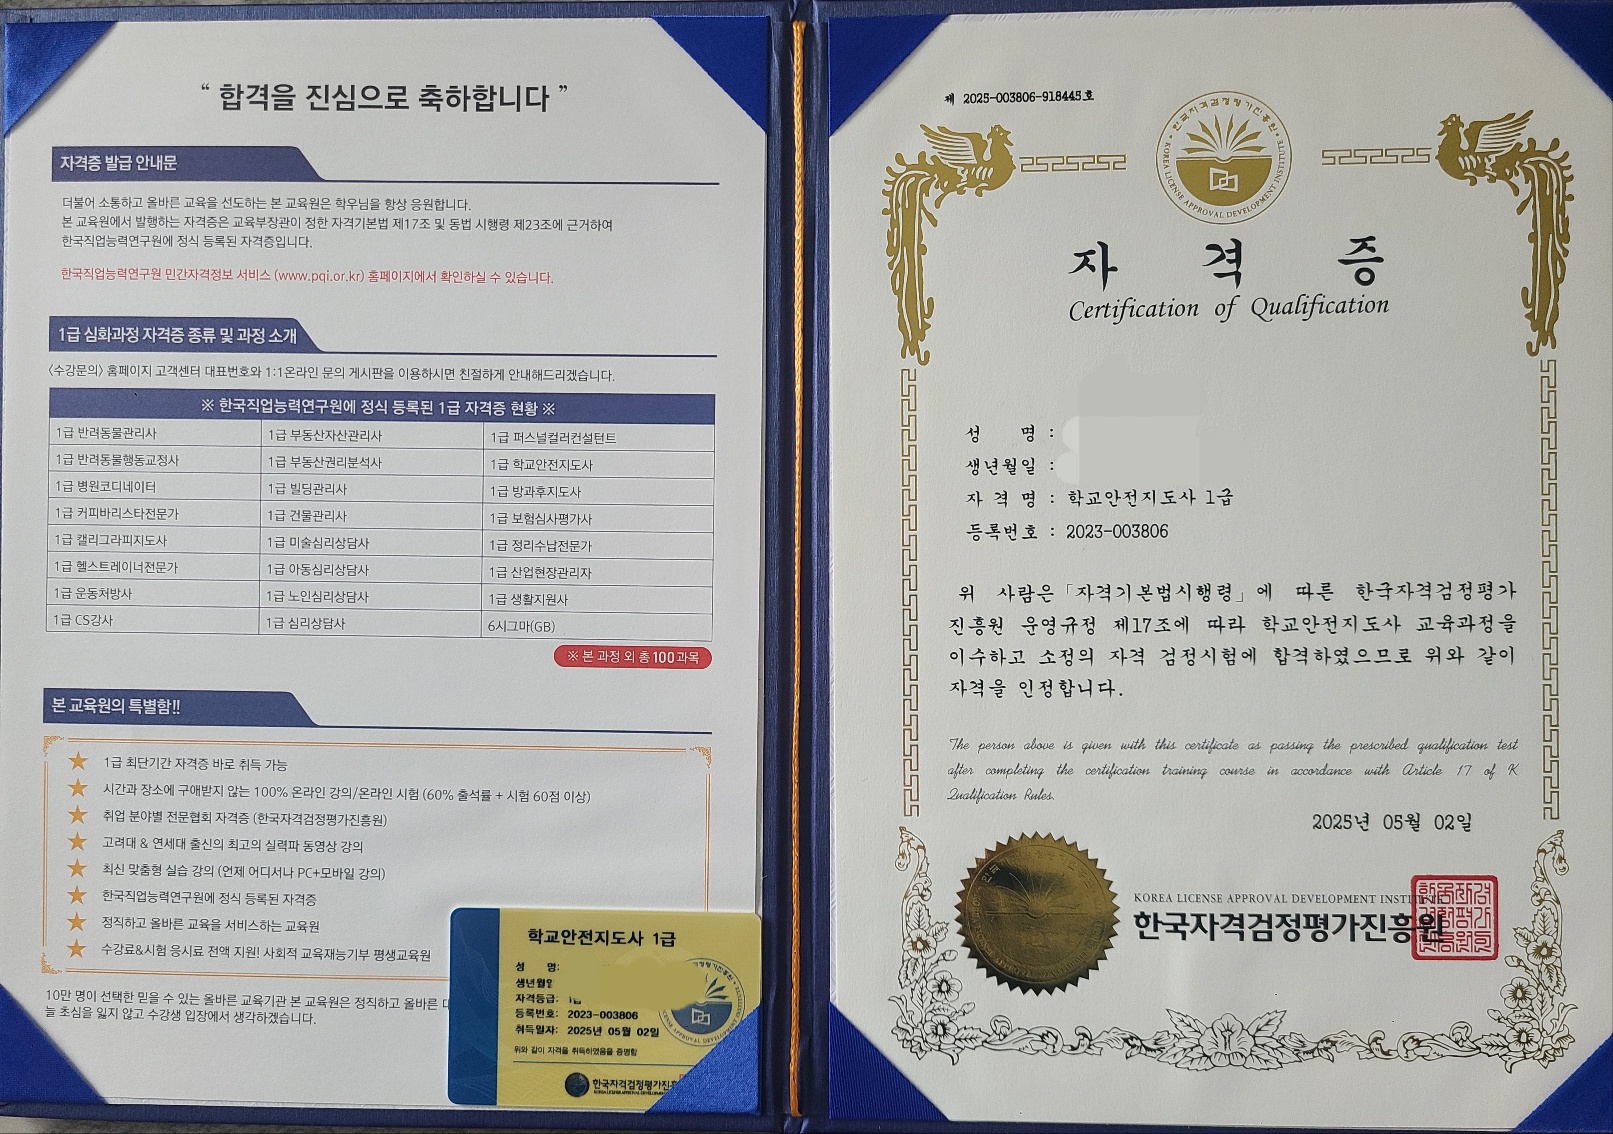 “ 합격을 진심으로 축하합니다 ”
자격증 발급 안내문
더불어 소통하고 올바른 교육을 선도하는 본 교육원은 학우님을 항상 응원합니다.
본 교육원에서 발행하는 자격증은 교육부장관이 정한 자격기본법 제17조 및 동법 시행령 제23조에 근거하여
한국직업능력연구원에 정식 등록된 자격증입니다.
한국직업능력연구원 민간자격정보 서비스 (www.pqi.or.kr) 홈페이지에서 확인하실 수 있습니다.
1급 심화과정 자격증 종류 및 과정 소개
<수강문의> 홈페이지 고객센터 대표번호와 1:1온라인 문의 게시판을 이용하시면 친절하게 안내해드리겠습니다.
※ 한국직업능력연구원에 정식 등록된 1급 자격증 현황 ※
1급 반려동물관리사 1급 부동산자산관리사 1급 퍼스널컬러컨설턴트
1급 반려동물행동교정사 1급 부동산권리분석사 1급 학교안전지도사
1급 병원코디네이터 1급 빌딩관리사 1급 방과후지도사
1급 커피바리스타전문가 1급 건물관리사 1급 보험심사평가사
1급 캘리그라피지도사 1급 미술심리상담사 1급 정리수납전문가
1급 헬스트레이너전문가 1급 아동심리상담사 1급 산업현장관리자
1급 운동처방사 1급 노인심리상담사 1급 생활지원사
1급 CS강사 1급 심리상담사 6시그마(GB)
※ 본 과정 외 총 100과목
본 교육원의 특별함!!
1급 최단기간 자격증 바로 취득 가능
시간과 장소에 구애받지 않는 100% 온라인 강의/온라인 시험 (60% 출석률 + 시험 60점 이상)
취업 분야별 전문협회 자격증 (한국자격검정평가진흥원)
고려대 & 연세대 출신의 최고의 실력파 동영상 강의
최신 맞춤형 실습 강의 (언제 어디서나 PC+모바일 강의)
한국직업능력연구원에 정식 등록된 자격증
정직하고 올바른 교육을 서비스하는 교육원
수강료&시험 응시료 전액 지원! 사회적 교육재능기부 평생교육원
10만 명이 선택한 믿을 수 있는 올바른 교육기관 본 교육원은 정직하고 올바른
늘 초심을 잃지 않고 수강생 입장에서 생각하겠습니다.
학교안전지도사 1급
성 명:
생년월일
자격등급: 1급
등록번호: 2023-003806
취득일자: 2025년 05월 02일
위와 같이 자격을 취득하였음을 증명함
한국자격검정평가진흥
KOREA LICENSE APPROVAL DEVELOPMENT
제 2025-003806-918445호
한국자격검정평가진흥원
KOREA LICENSE APPROVAL DEVELOPMENT INSTITUTE
자 격 증
Certification of Qualification
성 명 :
생년월일 :
자 격 명 : 학교안전지도사 1급
등록번호 : 2023-003806
위 사람은「자격기본법시행령」에 따른 한국자격검정평가
진흥원 운영규정 제17조에 따라 학교안전지도사 교육과정을
이수하고 소정의 자격 검정시험에 합격하였으므로 위와 같이
자격을 인정합니다.
The person above is given with this certificate as passing the prescribed qualification test
after completing the certification training course in accordance with Article 17 of K
Qualification Rules.
2025년 05월 02일
KOREA LICENSE APPROVAL DEVELOPMENT INSTITUTE
한국자격검정평가진흥원